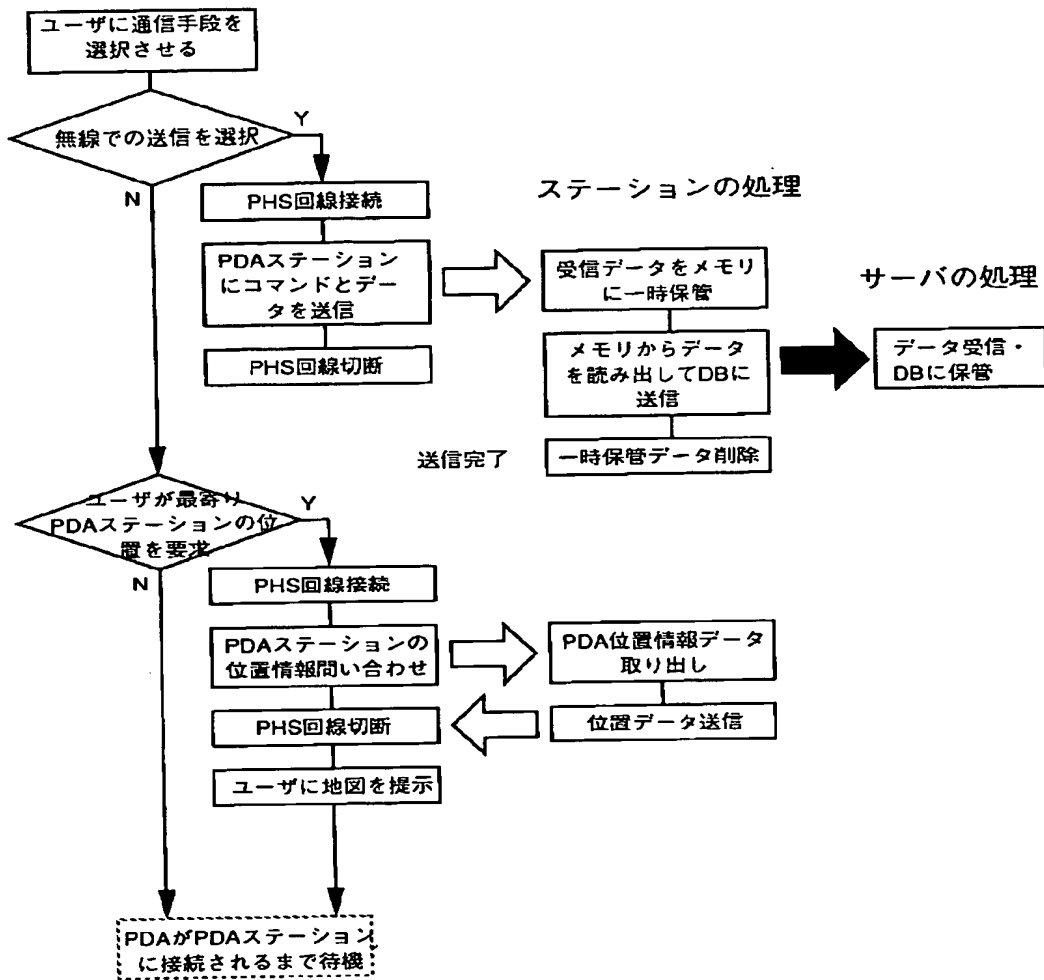 ユーザに通信手段を
選択させる
無線での送信を選択
Y
N
PHS回線接続
PDAステーション
にコマンドとデー
タを送信
PHS回線切断
ステーションの処理
受信データをメモリ
に一時保管
メモリからデータ
を読み出してDBに
送信
送信完了
一時保管データ削除
サーバの処理
データ受信・
DBに保管
ユーザが最寄り
PDAステーションの位
置を要求
Y
N
PHS回線接続
PDAステーションの
位置情報問い合わせ
PDA位置情報データ
取り出し
位置データ送信
PHS回線切断
ユーザに地図を提示
PDAがPDAステーション
に接続されるまで待機